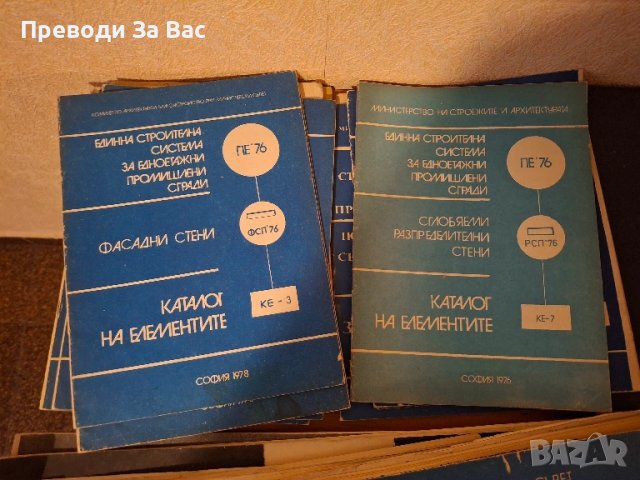 Преводи За Вас
ЕДИННА СТРОИТЕЛНА
СИСТЕМА
ЗА ЕДНОЕТАЖНИ
ПРОМИШЛЕНИ
СГРАДИ
ПЕ'76
ФАСАДНИ СТЕНИ
ФСП'76
КАТАЛОГ
НА ЕЛЕМЕНТИТЕ
КЕ-3
СОФИЯ 1978
МИНИСТЕРСТВО НА СТРОЕЖИТЕ И АРХИТЕКТУРАТА
ЕДИННА СТРОИТЕЛНА
СИСТЕМА
ЗА ЕДНОЕТАЖНИ
ПРОМИШЛЕНИ
СГРАДИ
ПЕ'76
СГЛОБЯЕМИ
РАЗПРЕДЕЛИТЕЛНИ
СТЕНИ
РСП'76
КАТАЛОГ
НА ЕЛЕМЕНТИТЕ
КЕ-7
СОФИЯ 1976
BAZAR